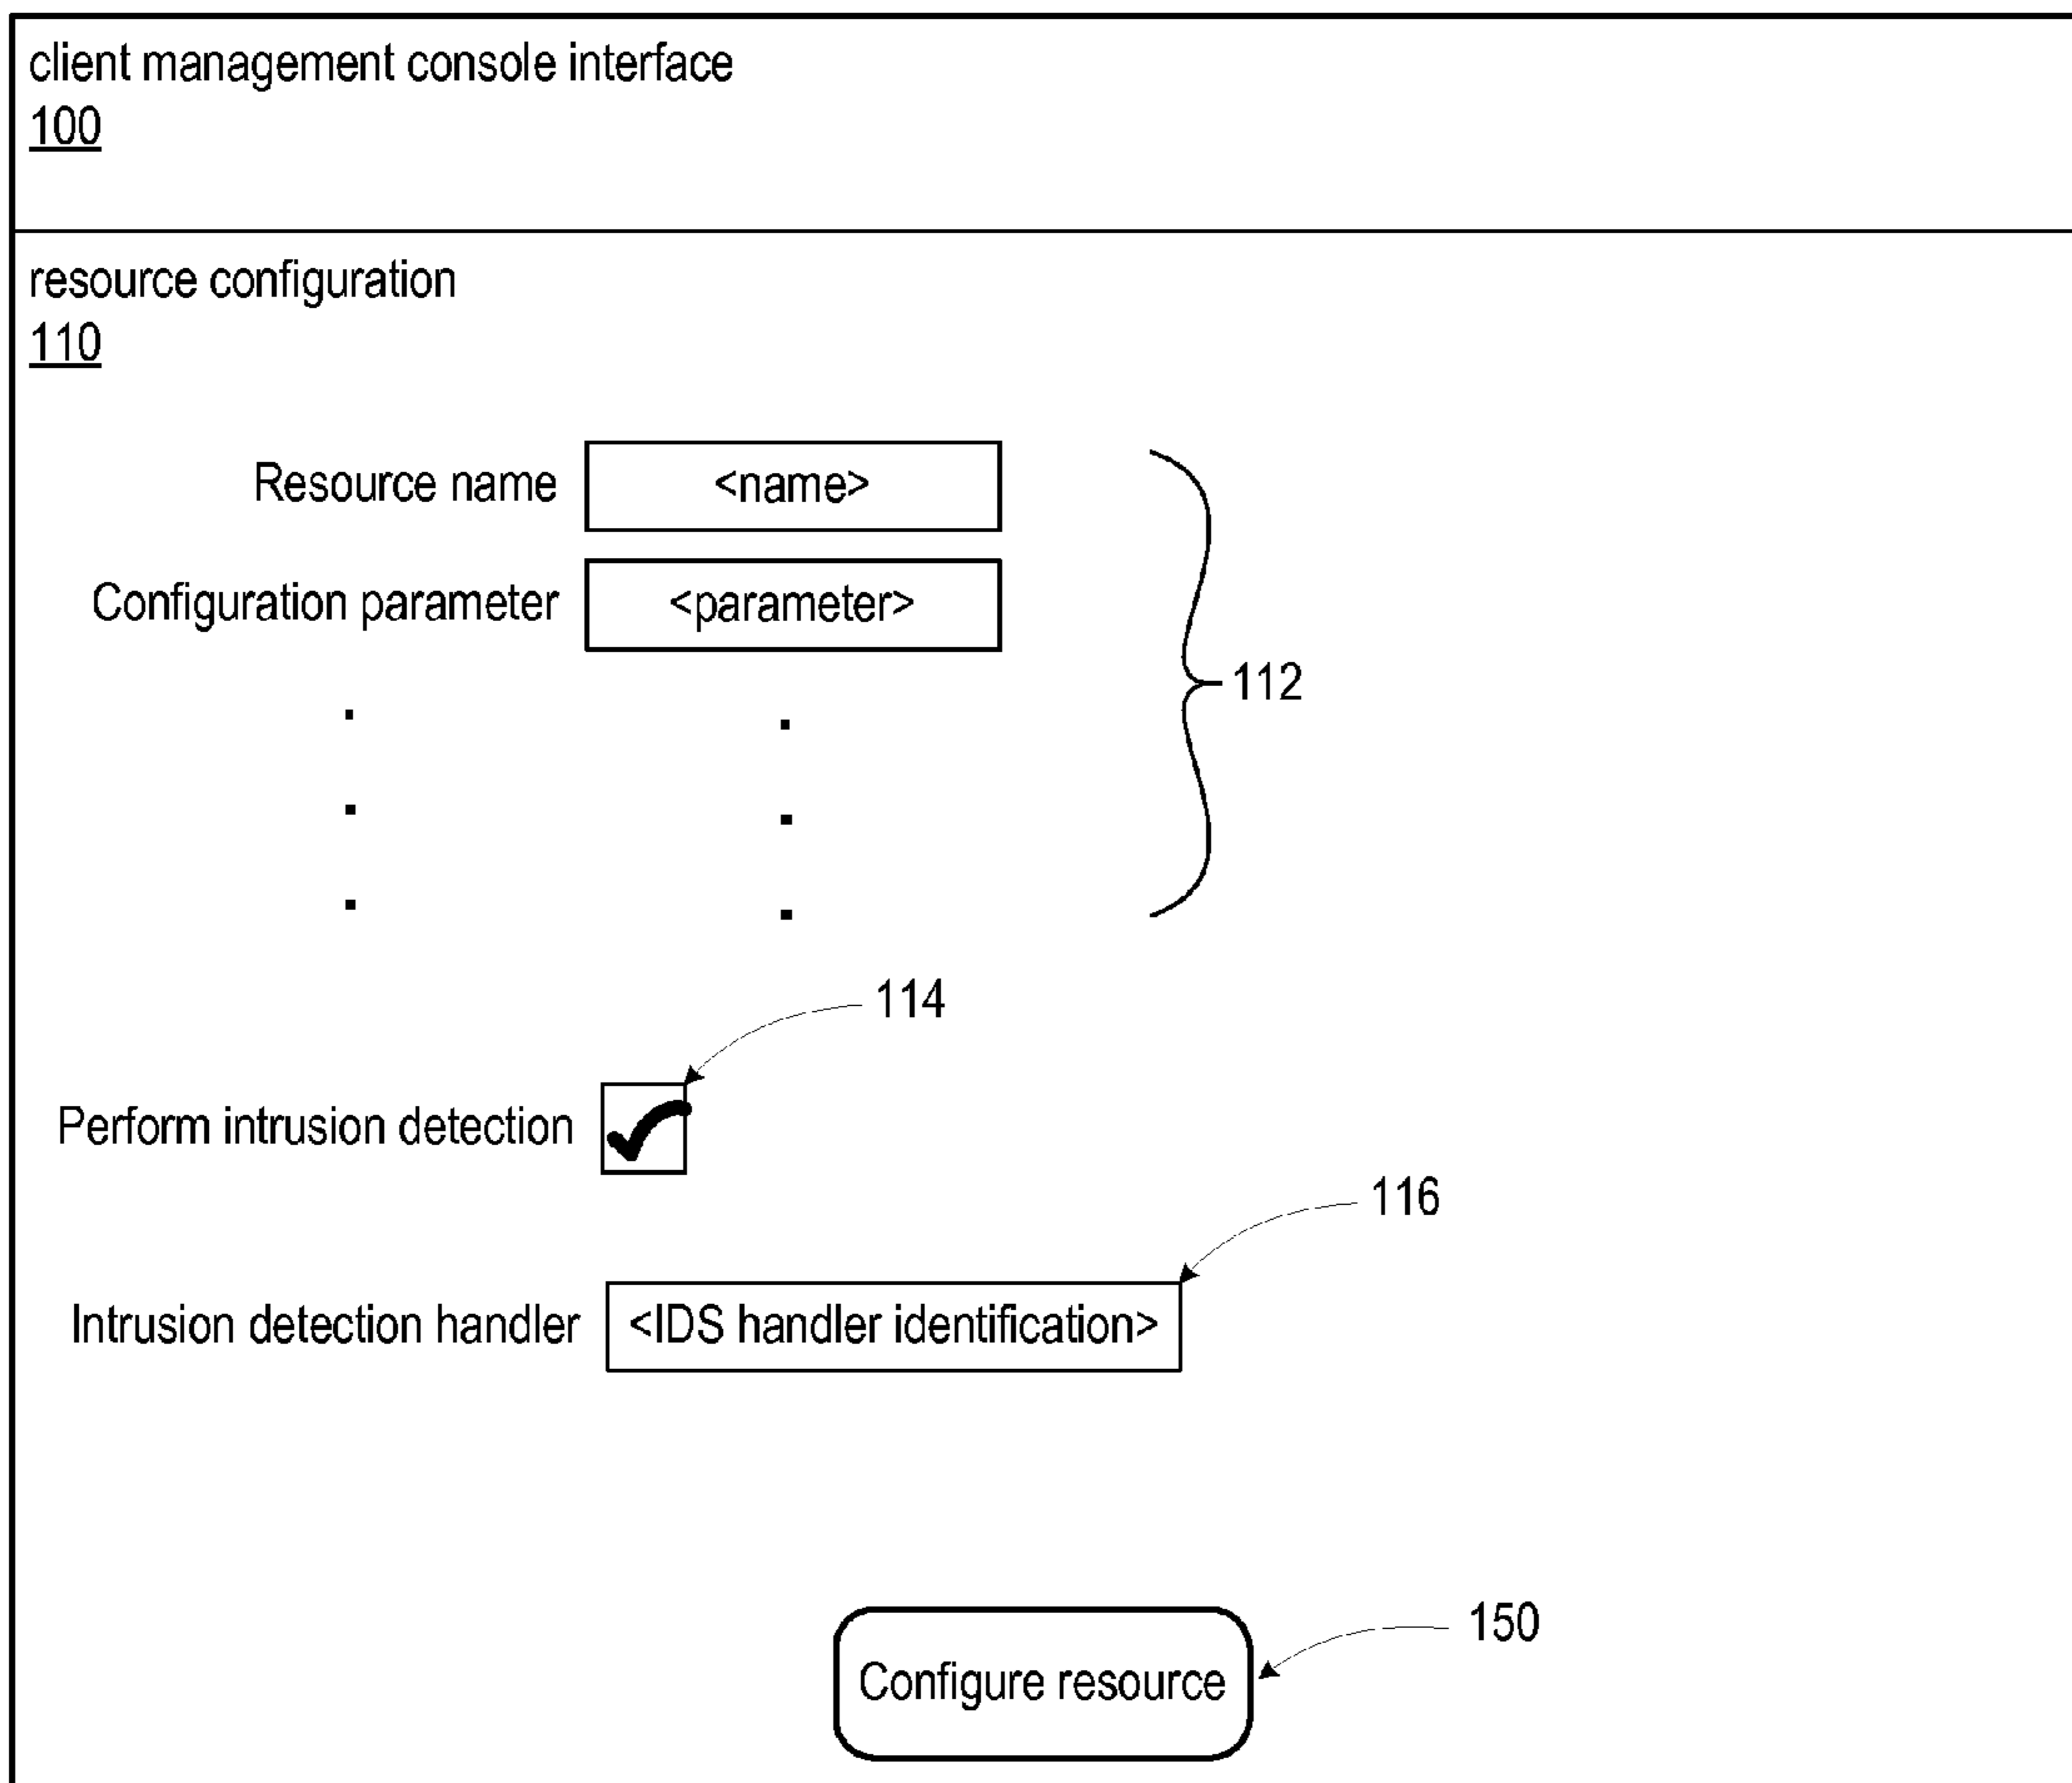 client management console interface
100
resource configuration
110
Resource name <name>
Configuration parameter <parameter>
112
114
Perform intrusion detection
116
Intrusion detection handler <IDS handler identification>
150
Configure resource